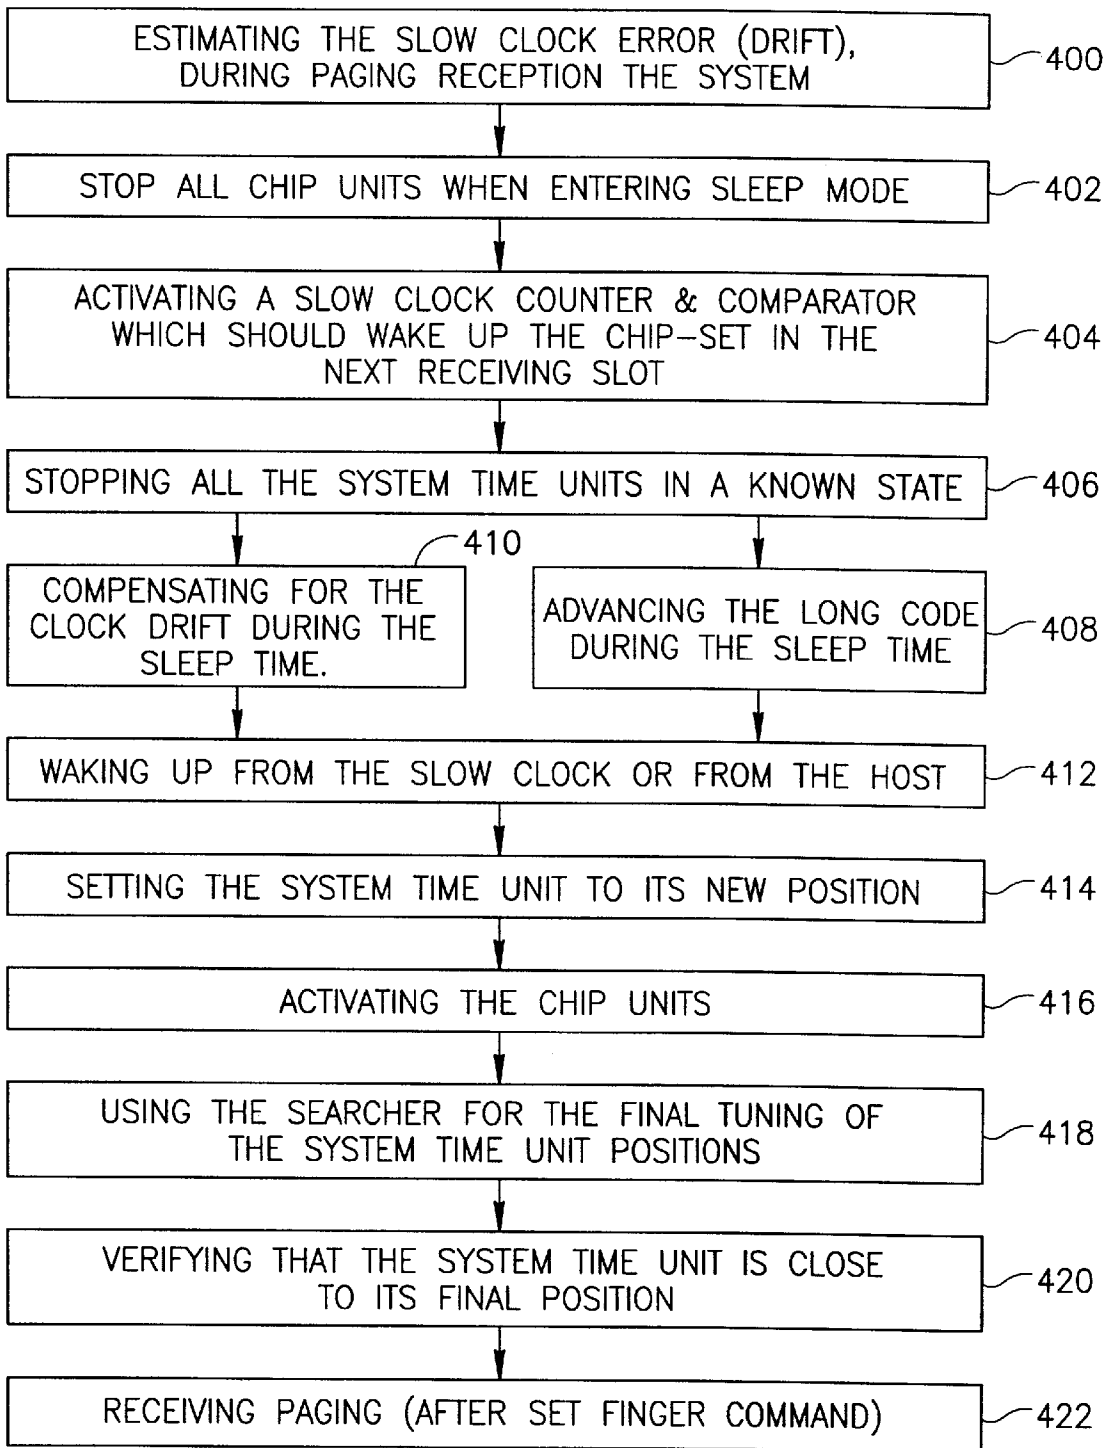 ESTIMATING THE SLOW CLOCK ERROR (DRIFT),
DURING PAGING RECEPTION THE SYSTEM
400
STOP ALL CHIP UNITS WHEN ENTERING SLEEP MODE
402
ACTIVATING A SLOW CLOCK COUNTER & COMPARATOR
WHICH SHOULD WAKE UP THE CHIP-SET IN THE
NEXT RECEIVING SLOT
404
STOPPING ALL THE SYSTEM TIME UNITS IN A KNOWN STATE
406
410
COMPENSATING FOR THE
CLOCK DRIFT DURING THE
SLEEP TIME.
ADVANCING THE LONG CODE
DURING THE SLEEP TIME
408
WAKING UP FROM THE SLOW CLOCK OR FROM THE HOST
412
SETTING THE SYSTEM TIME UNIT TO ITS NEW POSITION
414
ACTIVATING THE CHIP UNITS
416
USING THE SEARCHER FOR THE FINAL TUNING OF
THE SYSTEM TIME UNIT POSITIONS
418
VERIFYING THAT THE SYSTEM TIME UNIT IS CLOSE
TO ITS FINAL POSITION
420
RECEIVING PAGING (AFTER SET FINGER COMMAND)
422